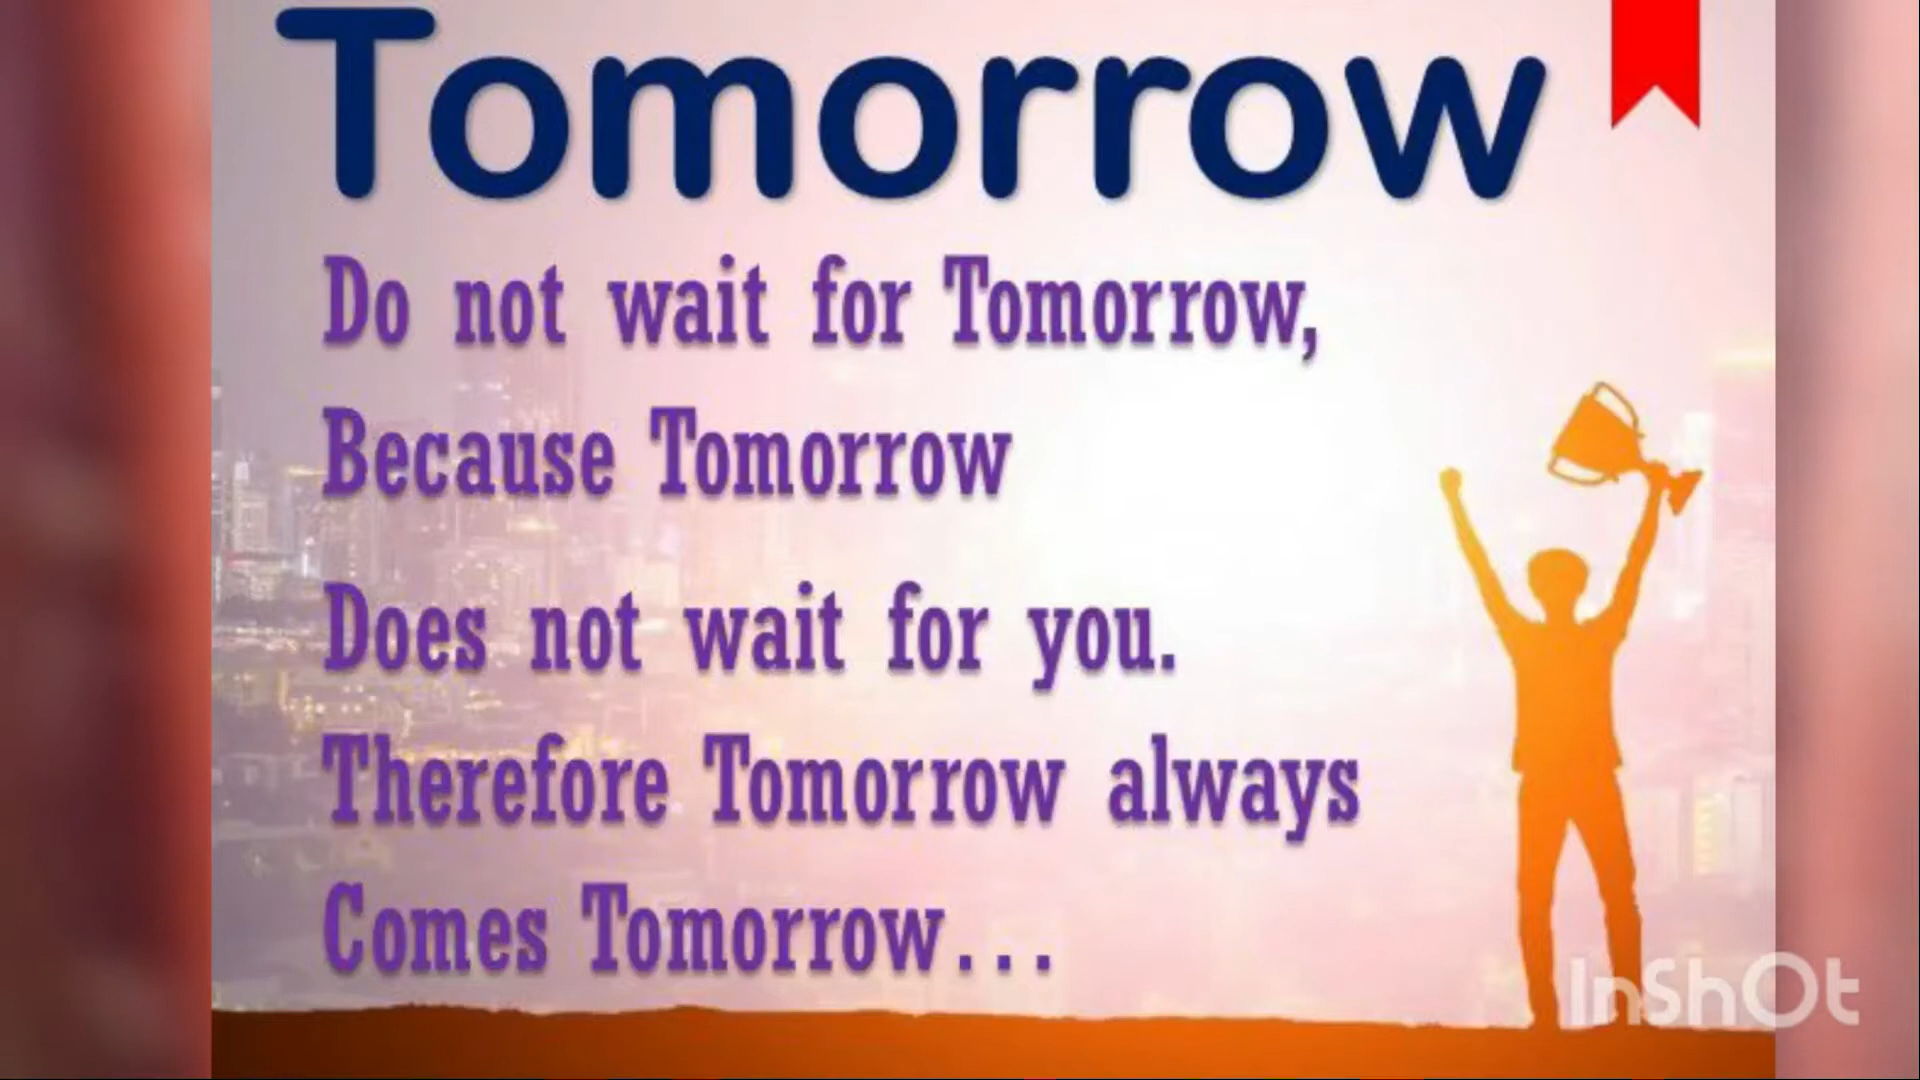 Tomorrow
Do not wait for Tomorrow,
Because Tomorrow
Does not wait for you.
Therefore Tomorrow always
Comes Tomorrow...
InShOt